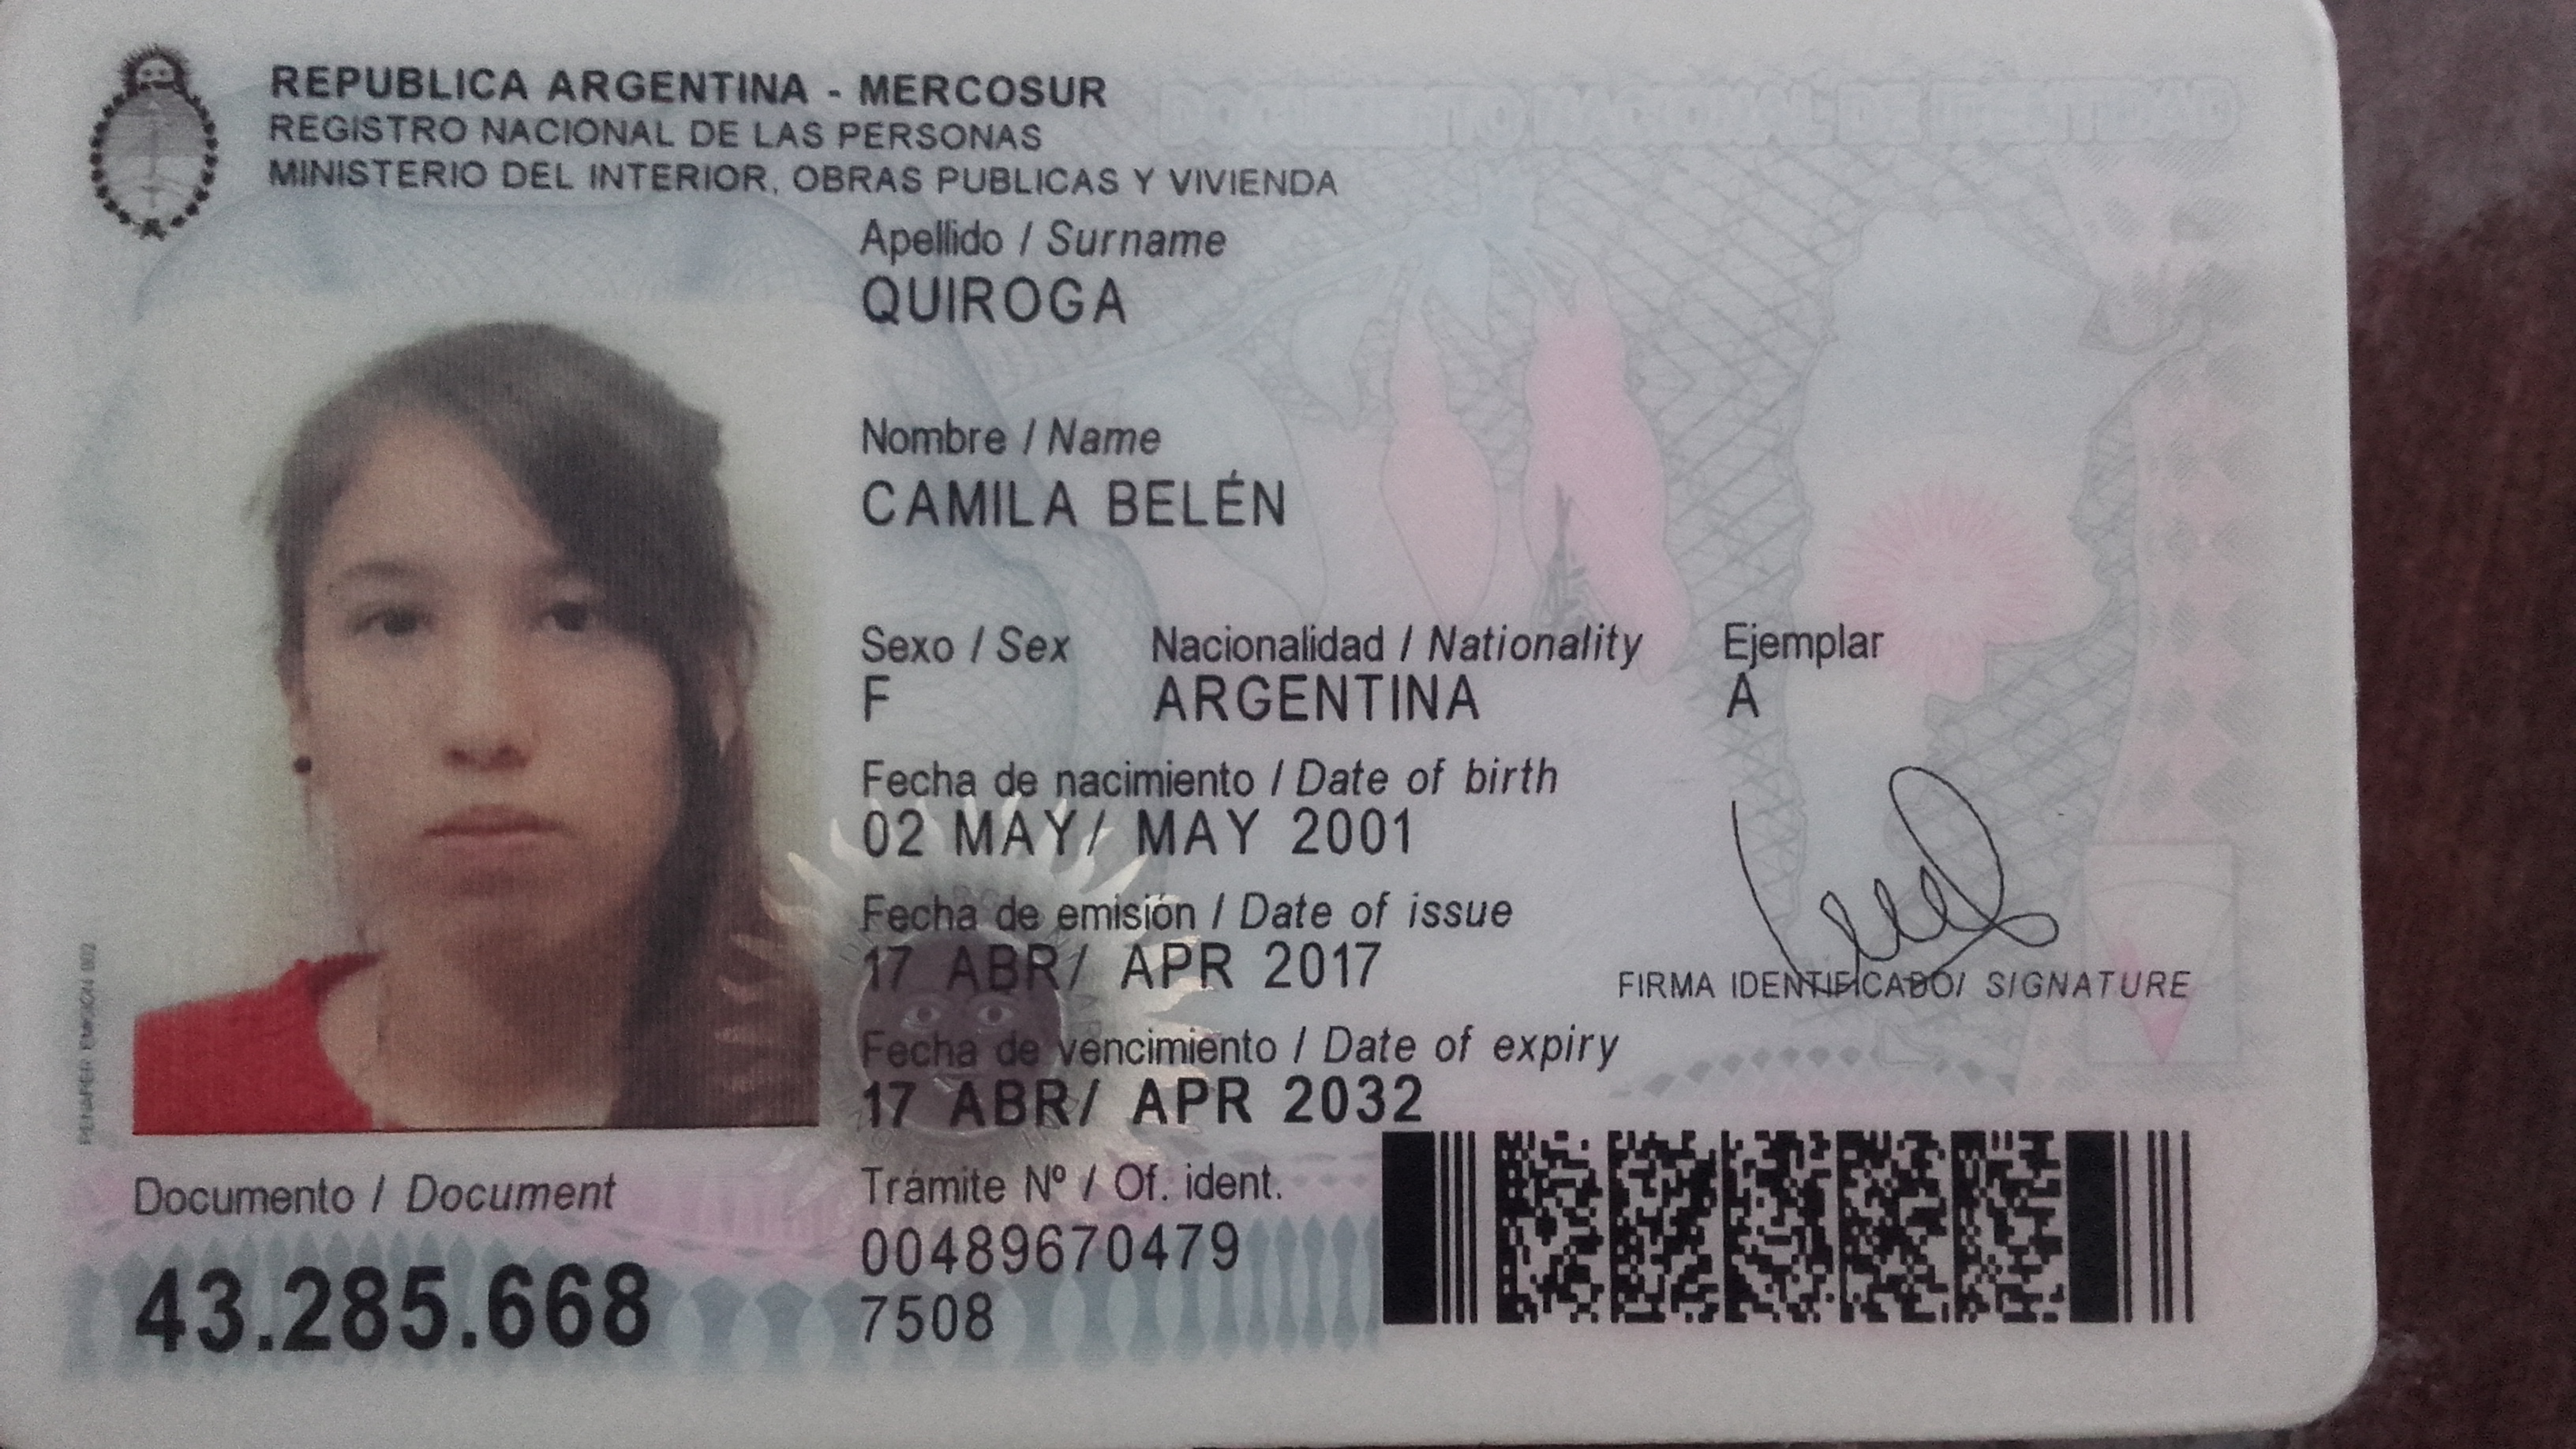 REPUBLICA ARGENTINA - MERCOSUR
REGISTRO NACIONAL DE LAS PERSONAS
MINISTERIO DEL INTERIOR, OBRAS PUBLICAS Y VIVIENDA
Apellido / Surname
QUIROGA
Nombre / Name
CAMILA BELÉN
Sexo / Sex Nacionalidad / Nationality Ejemplar
F ARGENTINA A
Fecha de nacimiento / Date of birth
02 MAY/ MAY 2001
Fecha de emisión / Date of issue
17 ABR/ APR 2017
FIRMA IDENTIFICADO/ SIGNATURE
Fecha de vencimiento / Date of expiry
17 ABR/ APR 2032
RENAPER EMISION 002
Documento / Document
43.285.668
Trámite Nº / Of. ident.
00489670479
7508